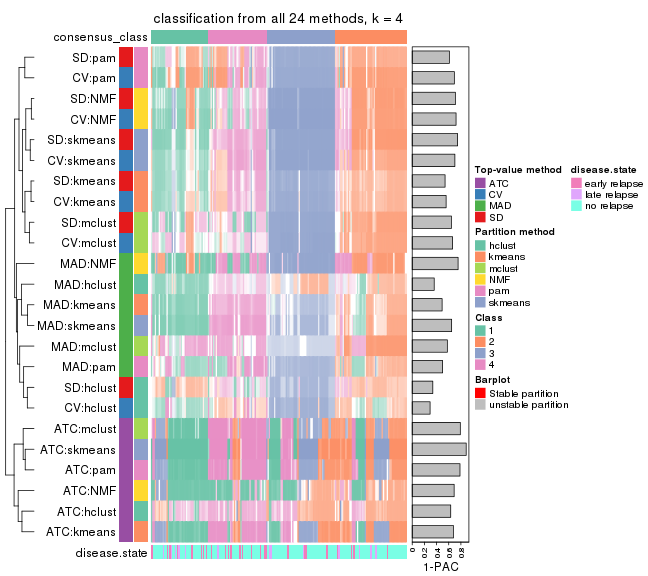 classification from all 24 methods, k = 4
consensus_class
SD:pam
CV:pam
SD:NMF
CV:NMF
SD:skmeans
CV:skmeans
SD:kmeans
CV:kmeans
SD:mclust
CV:mclust
MAD:NMF
MAD:hclust
MAD:kmeans
MAD:skmeans
MAD:mclust
MAD:pam
SD:hclust
CV:hclust
ATC:mclust
ATC:skmeans
ATC:pam
ATC:NMF
ATC:hclust
ATC:kmeans
disease.state
0
0.2
0.4
0.6
0.8
1-PAC
Top-value method
ATC
CV
MAD
SD
Partition method
hclust
kmeans
mclust
NMF
pam
skmeans
Class
1
2
3
4
Barplot
Stable partition
unstable partition
disease.state
early relapse
late relapse
no relapse